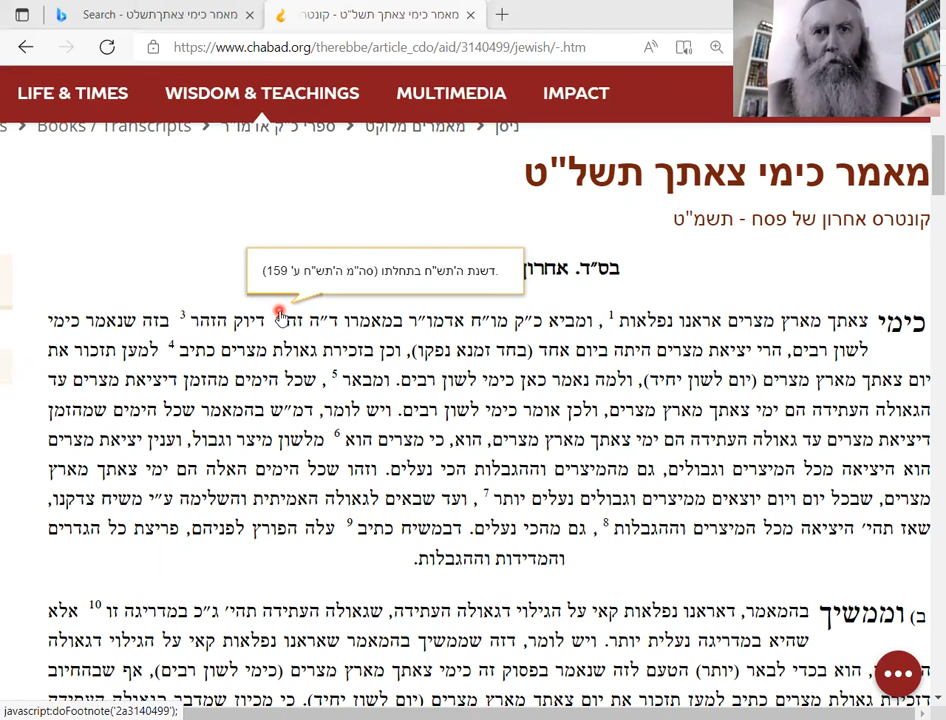 Search - מאמר כימי צאתך תשלט
מאמר כימי צאתך תשל"ט - קונטר
https://www.chabad.org/therebbe/article_cdo/aid/3140499/jewish/-.htm
LIFE & TIMES WISDOM & TEACHINGS MULTIMEDIA IMPACT
s > Books / Transcripts > ספרי כ"ק אדמו"ר > מאמרים מלוקט > ניסן
מאמר כימי צאתך תשל"ט
קונטרס אחרון של פסח - תשמ"ט
דשנת ה'תש"ח בתחלתו (סה"מ ה'תש"ח ע' 159).
בס״ד. אחרון
כימי צאתך מארץ מצרים אראנו נפלאות 1 , ומביא כ״ק מו״ח אדמו״ר במאמרו ד״ה זה דיוק הזהר 3 בזה שנאמר כימי
לשון רבים, הרי יציאת מצרים היתה ביום אחד (בחד זמנא נפקו), וכן בזכירת גאולת מצרים כתיב 4 למען תזכור את
יום צאתך מארץ מצרים (יום לשון יחיד), ולמה נאמר כאן כימי לשון רבים. ומבאר 5 , שכל הימים מהזמן דיציאת מצרים עד
הגאולה העתידה הם ימי צאתך מארץ מצרים, ולכן אומר כימי לשון רבים. ויש לומר, דמ״ש בהמאמר שכל הימים שמהזמן
דיציאת מצרים עד גאולה העתידה הם ימי צאתך מארץ מצרים, הוא, כי מצרים הוא 6 מלשון מיצר וגבול, וענין יציאת מצרים
הוא היציאה מכל המיצרים וגבולים, גם מהמיצרים וההגבלות הכי נעלים. וזהו שכל הימים האלה הם ימי צאתך מארץ
מצרים, שבכל יום ויום יוצאים ממיצרים וגבולים נעלים יותר 7 , ועד שבאים לגאולה האמיתית והשלימה ע״י משיח צדקנו,
שאז תהי׳ היציאה מכל המיצרים וההגבלות 8 , גם מהכי נעלים. דבמשיח כתיב 9 עלה הפורץ לפניהם, פריצת כל הגדרים
והמדידות וההגבלות.
ב) וממשיך בהמאמר, דאראנו נפלאות קאי על הגילוי דגאולה העתידה, שגאולה העתידה תהי׳ ג״כ במדריגה זו 10 אלא
שהיא במדריגה נעלית יותר. ויש לומר, דזה שממשיך בהמאמר שאראנו נפלאות קאי על הגילוי דגאולה
הוא בכדי לבאר (יותר) הטעם לזה שנאמר בפסוק זה כימי צאתך מארץ מצרים (כימי לשון רבים), אף שבהחיוב
דזכירת גאולת מצרים כתיב למען תזכור את יום צאתך מארץ מצרים (יום לשון יחיד). כי מכיון שמדבר בגאולה העתידה
javascript:doFootnote('2a3140499');